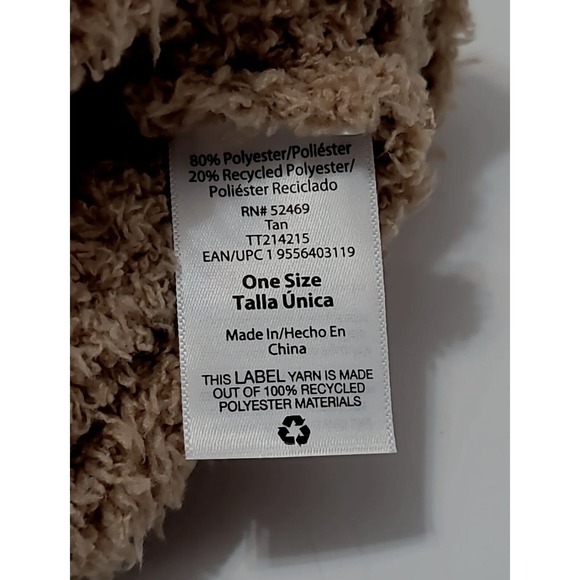 80% Polyester/Poliéster
20% Recycled Polyester/
Poliéster Reciclado
RN# 52469
Tan
TT214215
EAN/UPC 1 9556403119
One Size
Talla Única
Made In/Hecho En
China
THIS LABEL YARN IS MADE
OUT OF 100% RECYCLED
POLYESTER MATERIALS